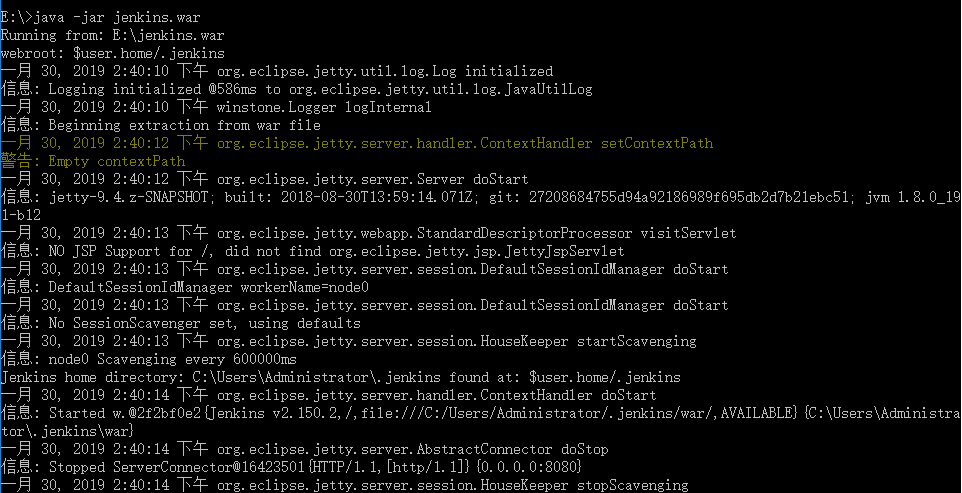 E:\>java -jar jenkins.war
Running from: E:\jenkins.war
webroot: $user.home/.jenkins
一月 30, 2019 2:40:10 下午 org.eclipse.jetty.util.log.Log initialized
信息: Logging initialized @586ms to org.eclipse.jetty.util.log.JavaUtilLog
一月 30, 2019 2:40:10 下午 winstone.Logger logInternal
信息: Beginning extraction from war file
一月 30, 2019 2:40:12 下午 org.eclipse.jetty.server.handler.ContextHandler setContextPath
警告: Empty contextPath
一月 30, 2019 2:40:12 下午 org.eclipse.jetty.server.Server doStart
信息: jetty-9.4.z-SNAPSHOT; built: 2018-08-30T13:59:14.071Z; git: 27208684755d94a92186989f695db2d7b21ebc51; jvm 1.8.0_19
1-b12
一月 30, 2019 2:40:13 下午 org.eclipse.jetty.webapp.StandardDescriptorProcessor visitServlet
信息: NO JSP Support for /, did not find org.eclipse.jetty.jsp.JettyJspServlet
一月 30, 2019 2:40:13 下午 org.eclipse.jetty.server.session.DefaultSessionIdManager doStart
信息: DefaultSessionIdManager workerName=node0
一月 30, 2019 2:40:13 下午 org.eclipse.jetty.server.session.DefaultSessionIdManager doStart
信息: No SessionScavenger set, using defaults
一月 30, 2019 2:40:13 下午 org.eclipse.jetty.server.session.HouseKeeper startScavenging
信息: node0 Scavenging every 600000ms
Jenkins home directory: C:\Users\Administrator\.jenkins found at: $user.home/.jenkins
一月 30, 2019 2:40:14 下午 org.eclipse.jetty.server.handler.ContextHandler doStart
信息: Started w.@2f2bf0e2{Jenkins v2.150.2,/,file:///C:/Users/Administrator/.jenkins/war/,AVAILABLE}{C:\Users\Administra
tor\.jenkins\war}
一月 30, 2019 2:40:14 下午 org.eclipse.jetty.server.AbstractConnector doStop
信息: Stopped ServerConnector@16423501{HTTP/1.1,[http/1.1]}{0.0.0.0:8080}
一月 30, 2019 2:40:14 下午 org.eclipse.jetty.server.session.HouseKeeper stopScavenging